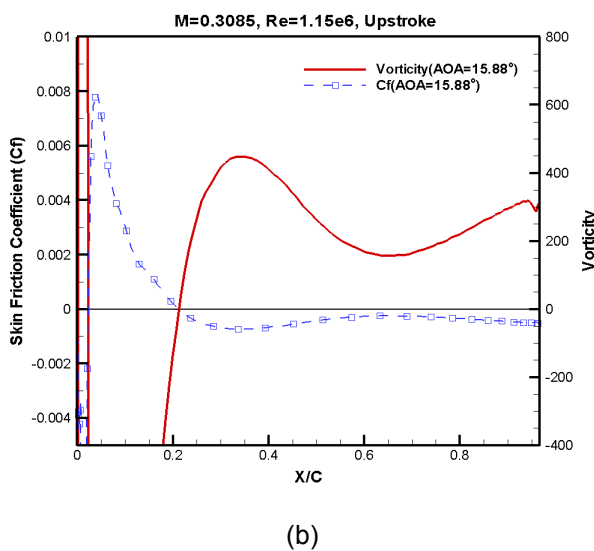 M=0.3085, Re=1.15e6, Upstroke
Vorticity(AOA=15.88°)
Cf(AOA=15.88°)
Skin Friction Coefficient (Cf)
0.01
0.008
0.006
0.004
0.002
0
-0.002
-0.004
800
600
400
200
0
-200
-400
Vorticity
0
0.2
0.4
0.6
0.8
X/C
(b)